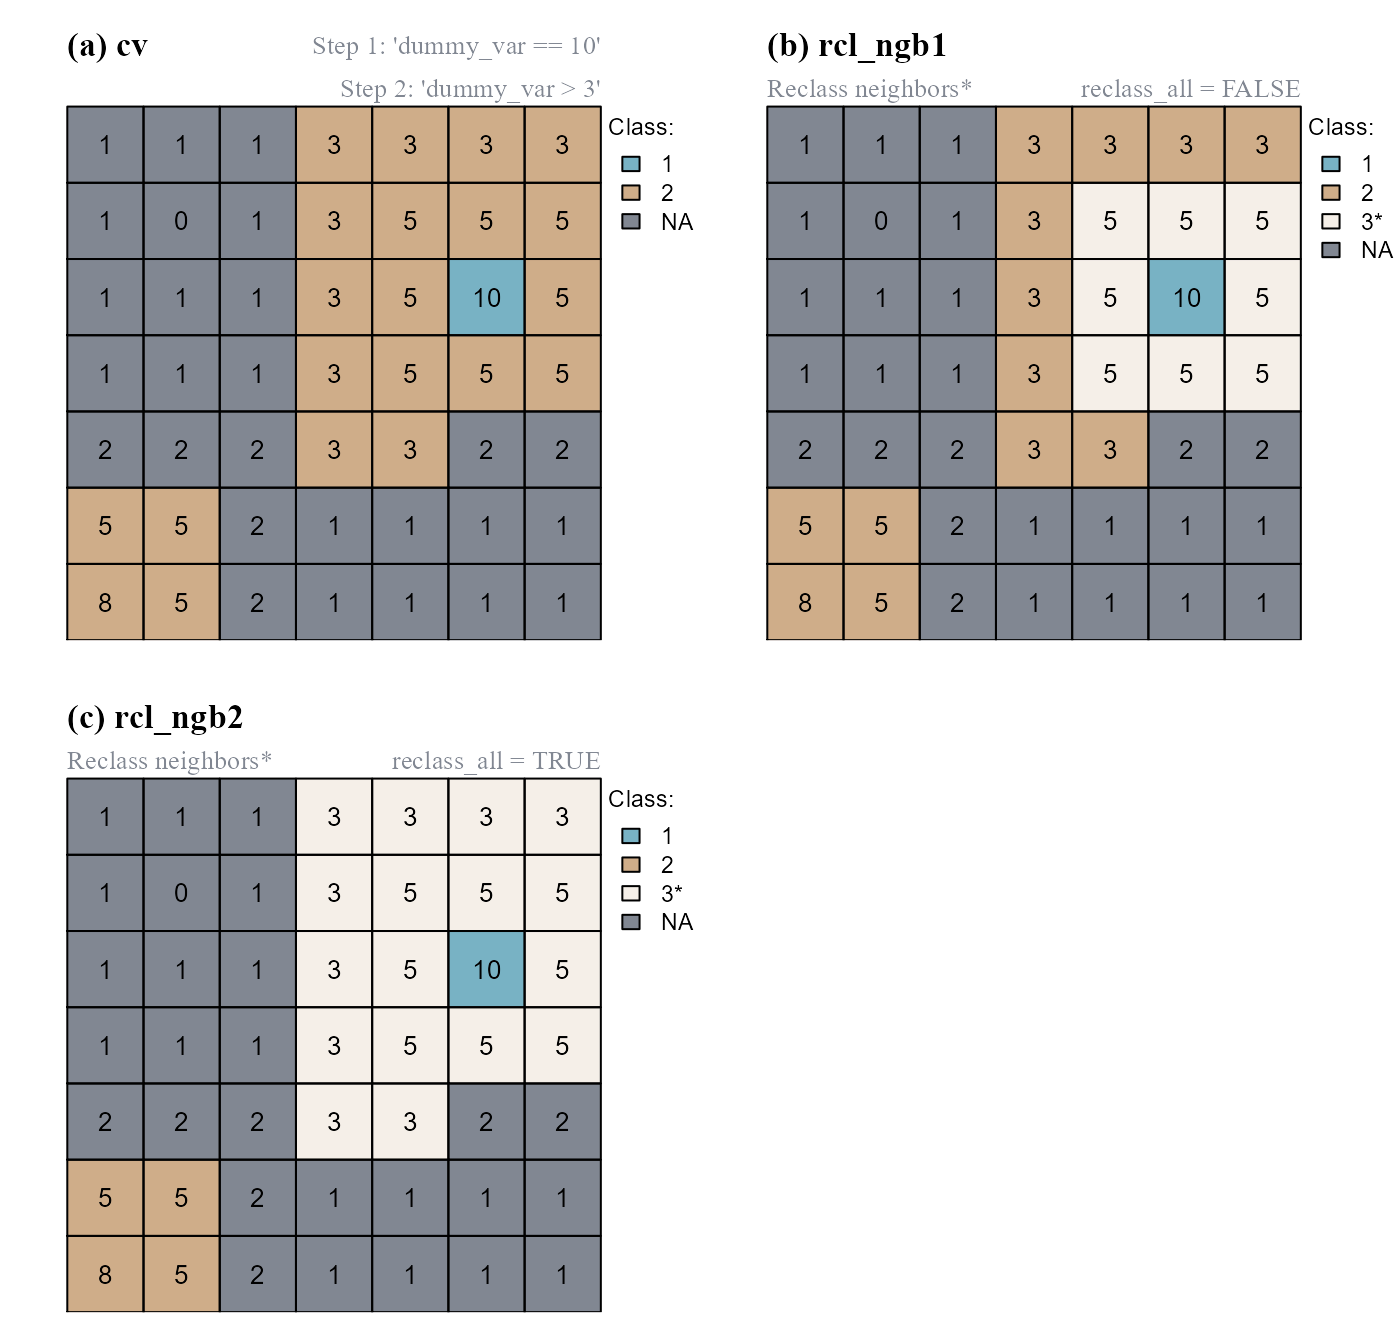 (a) cv
Step 1: 'dummy_var == 10'
Step 2: 'dummy_var > 3'
1 1 1 3 3 3 3
1 0 1 3 5 5 5
1 1 1 3 5 10 5
1 1 1 3 5 5 5
2 2 2 3 3 2 2
5 5 2 1 1 1 1
8 5 2 1 1 1 1
Class:
1
2
NA
(b) rcl_ngb1
Reclass neighbors* reclass_all = FALSE
1 1 1 3 3 3 3
1 0 1 3 5 5 5
1 1 1 3 5 10 5
1 1 1 3 5 5 5
2 2 2 3 3 2 2
5 5 2 1 1 1 1
8 5 2 1 1 1 1
Class:
1
2
3*
NA
(c) rcl_ngb2
Reclass neighbors* reclass_all = TRUE
1 1 1 3 3 3 3
1 0 1 3 5 5 5
1 1 1 3 5 10 5
1 1 1 3 5 5 5
2 2 2 3 3 2 2
5 5 2 1 1 1 1
8 5 2 1 1 1 1
Class:
1
2
3*
NA